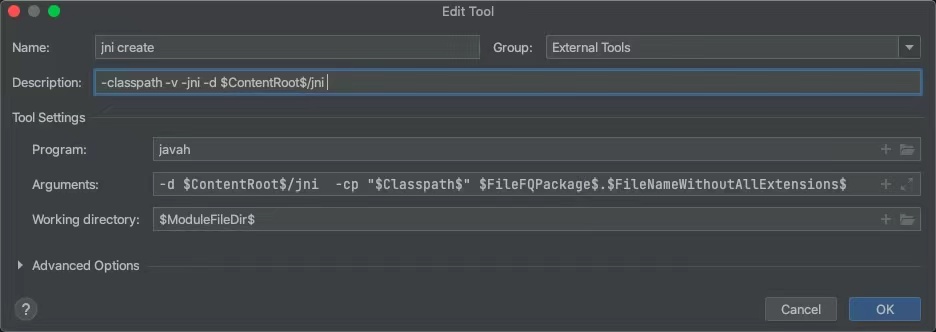 Edit Tool
Name: jni create Group: External Tools
Description: -classpath -v -jni -d $ContentRoot$/jni
Tool Settings
Program: javah
Arguments: -d $ContentRoot$/jni  -cp "$Classpath$" $FileFQPackage$.$FileNameWithoutAllExtensions$
Working directory: $ModuleFileDir$
Advanced Options
? Cancel OK